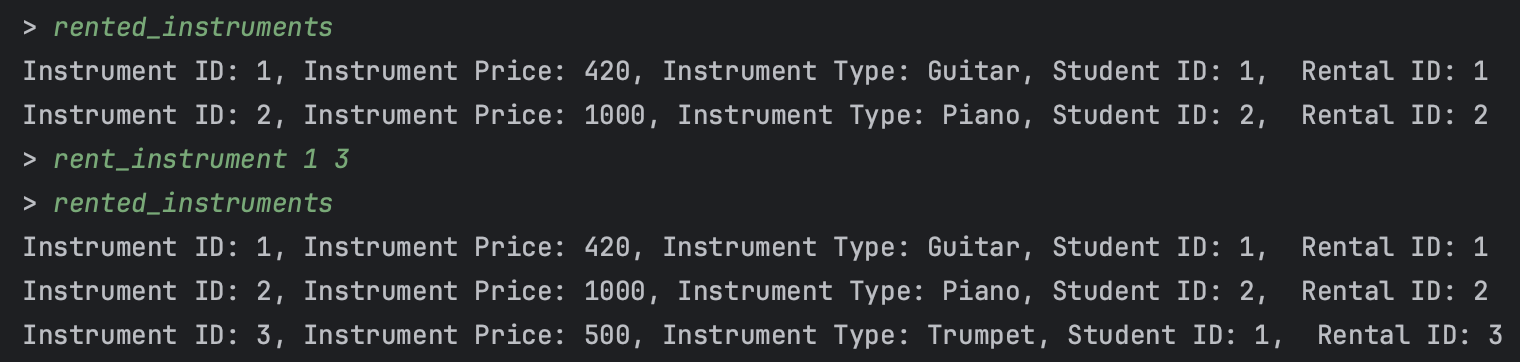 > rented_instruments
Instrument ID: 1, Instrument Price: 420, Instrument Type: Guitar, Student ID: 1,  Rental ID: 1
Instrument ID: 2, Instrument Price: 1000, Instrument Type: Piano, Student ID: 2,  Rental ID: 2
> rent_instrument 1 3
> rented_instruments
Instrument ID: 1, Instrument Price: 420, Instrument Type: Guitar, Student ID: 1,  Rental ID: 1
Instrument ID: 2, Instrument Price: 1000, Instrument Type: Piano, Student ID: 2,  Rental ID: 2
Instrument ID: 3, Instrument Price: 500, Instrument Type: Trumpet, Student ID: 1,  Rental ID: 3